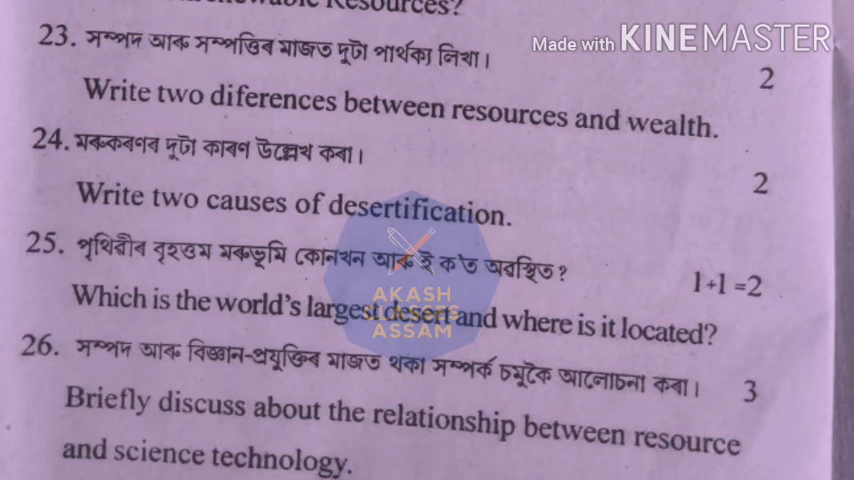 Resources?
Made with KINEMASTER
23. সম্পদ আৰু সম্পত্তিৰ মাজত দুটা পাৰ্থক্য লিখা। 2
Write two diferences between resources and wealth.
24. মৰুকৰণৰ দুটা কাৰণ উল্লেখ কৰা। 2
Write two causes of desertification.
25. পৃথিৱীৰ বৃহত্তম মৰুভূমি কোনখন আৰু ই ক'ত অৱস্থিত? 1+1=2
Which is the world's largest desert and where is it located?
AKASH
ASSAM
26. সম্পদ আৰু বিজ্ঞান-প্ৰযুক্তিৰ মাজত থকা সম্পৰ্ক চমুকৈ আলোচনা কৰা। 3
Briefly discuss about the relationship between resource
and science technology.